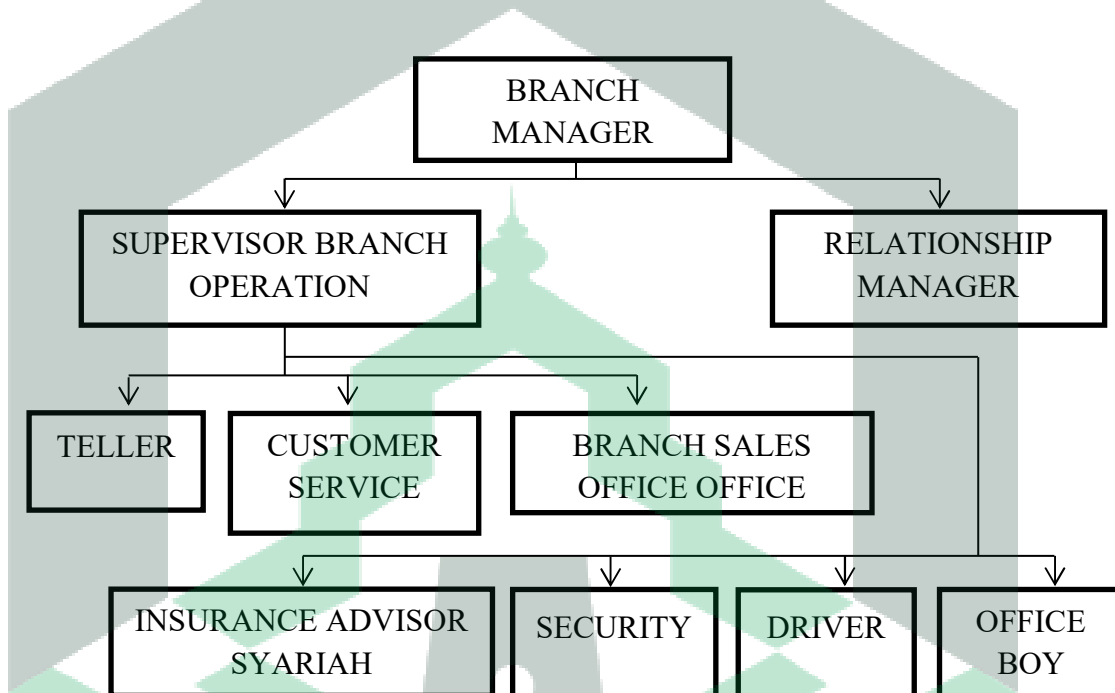 BRANCH
MANAGER
SUPERVISOR BRANCH
OPERATION
RELATIONSHIP
MANAGER
TELLER
CUSTOMER
SERVICE
BRANCH SALES
OFFICE OFFICE
INSURANCE ADVISOR
SYARIAH
SECURITY
DRIVER
OFFICE
BOY